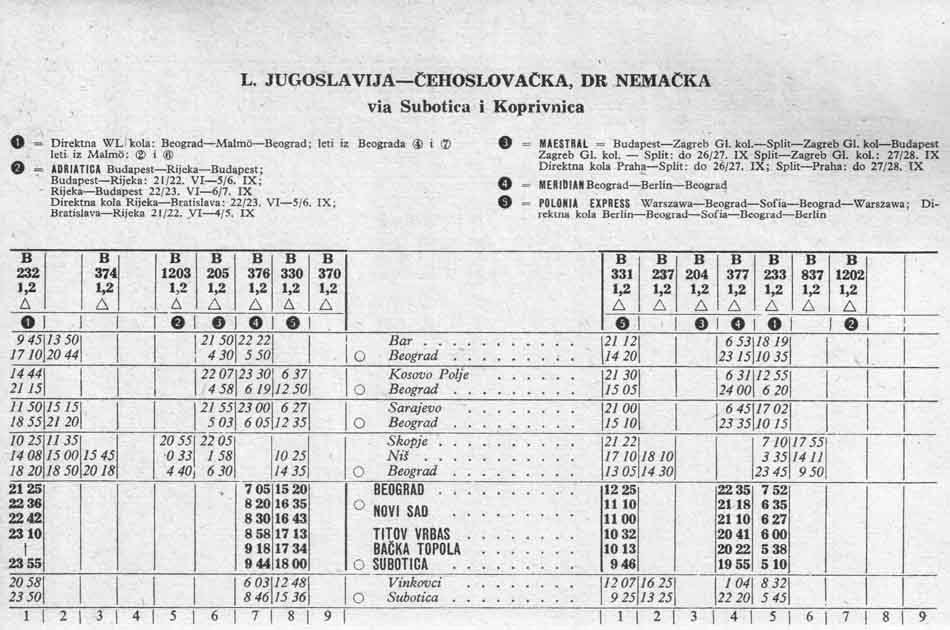 L. JUGOSLAVIJA—ČEHOSLOVAČKA, DR NEMAČKA
via Subotica i Koprivnica
❶ = Direktna WL kola: Beograd—Malmö—Beograd; leti iz Beograda ④ i ⑦
leti iz Malmö: ② i ⑥
❷ = ADRIATICA Budapest—Rijeka—Budapest;
Budapest—Rijeka: 21/22. VI—5/6. IX;
Rijeka—Budapest 22/23. VI—6/7. IX
Direktna kola Rijeka—Bratislava: 22/23. VI—5/6. IX;
Bratislava—Rijeka 21/22. VI—4/5. IX
❸ = MAESTRAL = Budapest—Zagreb Gl. kol.—Split—Zagreb Gl. kol—Budapest
Zagreb Gl. kol. — Split: do 26/27. IX Split—Zagreb Gl. kol.: 27/28. IX
Direktna kola Praha—Split: do 26/27. IX; Split—Praha: do 27/28. IX
❹ = MERIDIAN Beograd—Berlin—Beograd
❺ = POLONIA EXPRESS Warszawa—Beograd—Sofia—Beograd—Warszawa; Di-
rektna kola Berlin—Beograd—Sofia—Beograd—Berlin
B B B B B B B B B B B B B B
232 374 1203 205 376 330 370 331 237 204 377 233 837 1202
1,2 1,2 1,2 1,2 1,2 1,2 1,2 1,2 1,2 1,2 1,2 1,2 1,2 1,2
△ △ △ △ △ △ △ △ △ △ △ △ △ △
❶ ❷ ❸ ❹ ❺ ❺ ❸ ❹ ❶ ❷
9 45 13 50 21 50 22 22 Bar 21 12 6 53 18 19
17 10 20 44 4 30 5 50 Beograd 14 20 23 15 10 35
14 44 22 07 23 30 6 37 Kosovo Polje 21 30 6 31 12 55
21 15 4 58 6 19 12 50 Beograd 15 05 24 00 6 20
11 50 15 15 21 55 23 00 6 27 Sarajevo 21 00 6 45 17 02
18 55 21 20 5 03 6 05 12 35 Beograd 15 10 23 35 10 15
10 25 11 35 20 55 22 05 Skopje 21 22 7 10 17 55
14 08 15 00 15 45 0 33 1 58 10 25 Niš 17 10 18 10 3 35 14 11
18 20 18 50 20 18 4 40 6 30 14 35 Beograd 13 05 14 30 23 45 9 50
21 25 7 05 15 20 BEOGRAD 12 25 22 35 7 52
22 36 8 20 16 35 NOVI SAD 11 10 21 18 6 35
22 42 8 30 16 43 11 00 21 10 6 27
23 10 8 58 17 13 TITOV VRBAS 10 32 20 41 6 00
| 9 18 17 34 BAČKA TOPOLA 10 13 20 22 5 38
23 55 9 44 18 00 SUBOTICA 9 46 19 55 5 10
20 58 6 03 12 48 Vinkovci 12 07 16 25 1 04 8 32
23 50 8 46 15 36 Subotica 9 25 13 25 22 20 5 45
1 2 3 4 5 6 7 8 9 1 2 3 4 5 6 7 8 9